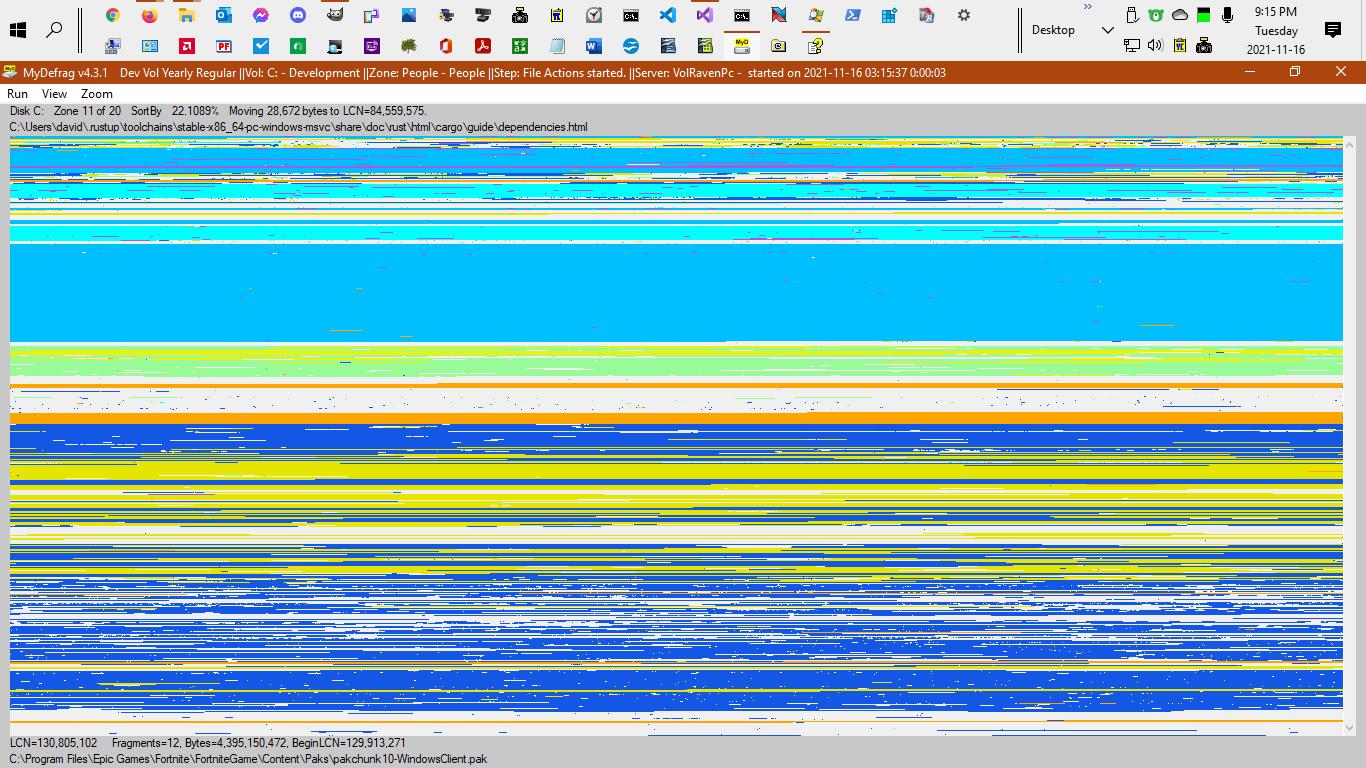 9:15 PM
Desktop
Tuesday
2021-11-16
MyDefrag v4.3.1 Dev Vol Yearly Regular ||Vol: C: - Development ||Zone: People - People ||Step: File Actions started. ||Server: VolRavenPc - started on 2021-11-16 03:15:37 0:00:03
Run View Zoom
Disk C: Zone 11 of 20 SortBy 22.1089% Moving 28,672 bytes to LCN=84,559,575.
C:\Users\david\.rustup\toolchains\stable-x86_64-pc-windows-msvc\share\doc\rust\html\cargo\guide\dependencies.html
LCN=130,805,102 Fragments=12, Bytes=4,395,150,472, BeginLCN=129,913,271
C:\Program Files\Epic Games\Fortnite\FortniteGame\Content\Paks\pakchunk10-WindowsClient.pak